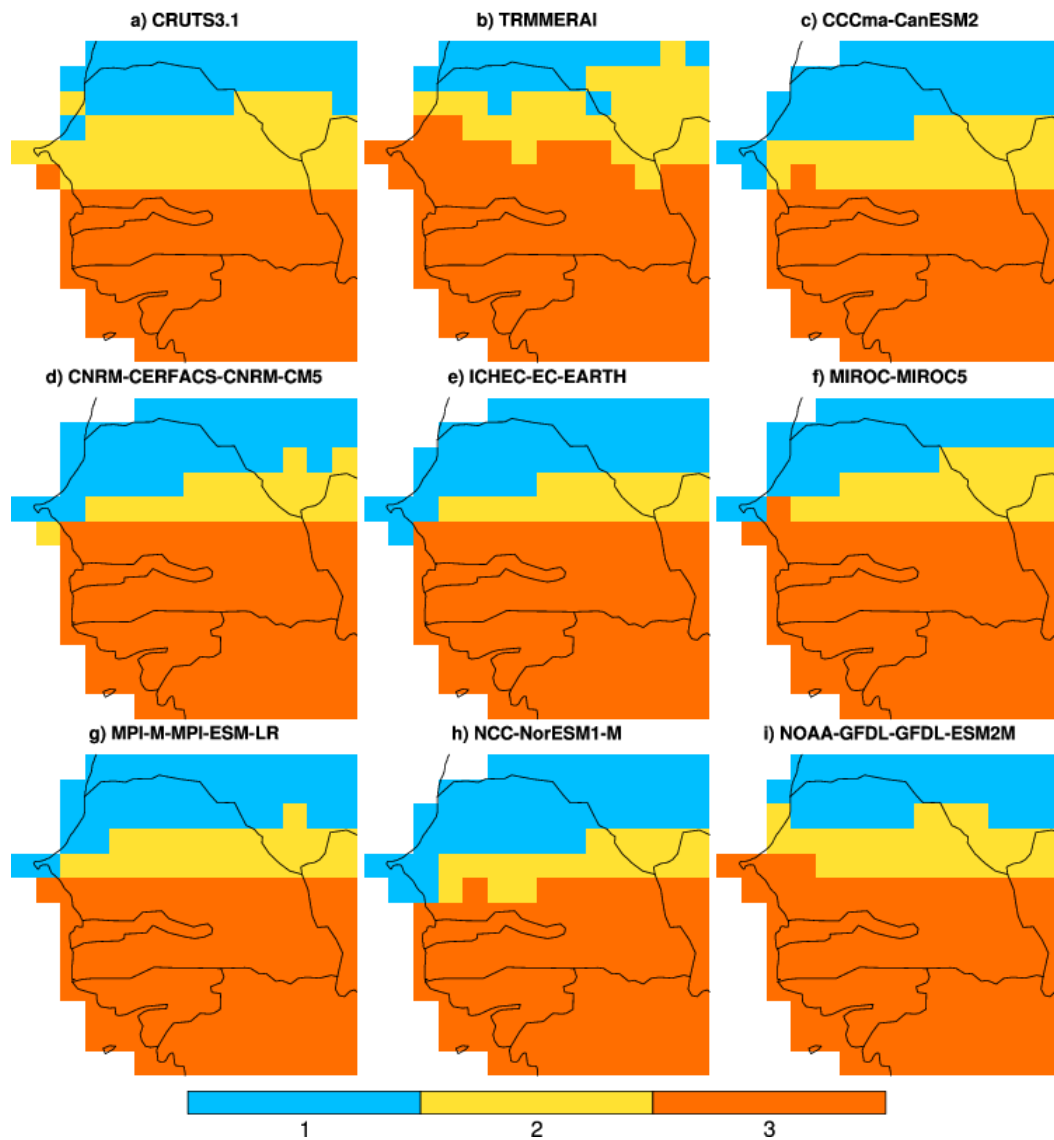 a) CRUTS3.1
b) TRMMERAI
c) CCCma-CanESM2
d) CNRM-CERFACS-CNRM-CM5
e) ICHEC-EC-EARTH
f) MIROC-MIROC5
g) MPI-M-MPI-ESM-LR
h) NCC-NorESM1-M
i) NOAA-GFDL-GFDL-ESM2M
1 2 3